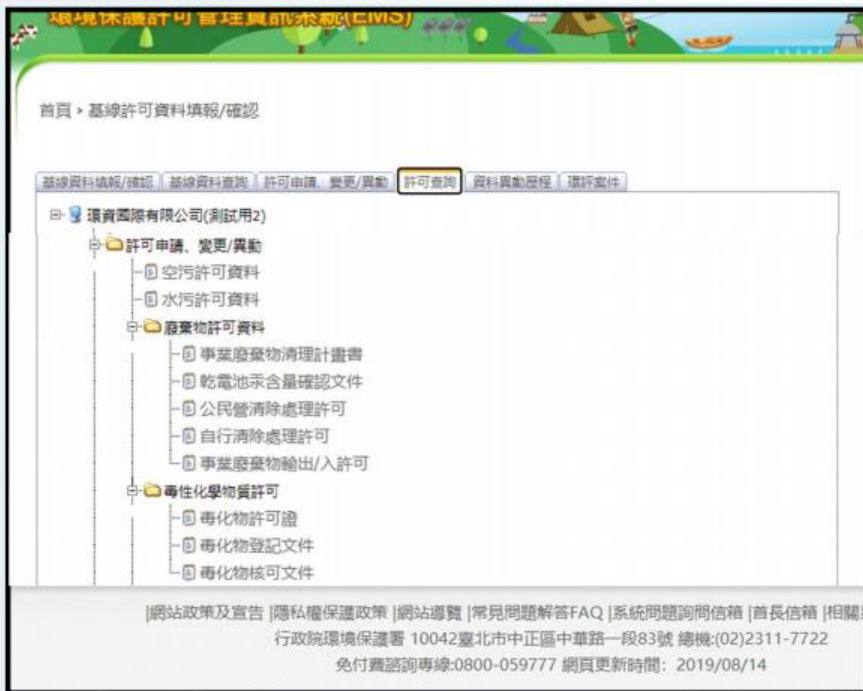 環境保護許可管理資訊系統(EMS)
首頁 › 基線許可資料填報/確認
基線資料填報/確認 基線資料查詢 許可申請、變更/異動 許可查詢 資料異動歷程 環評案件
環資國際有限公司(測試用2)
許可申請、變更/異動
空污許可資料
水污許可資料
廢棄物許可資料
事業廢棄物清理計畫書
乾電池汞含量確認文件
公民營清除處理許可
自行清除處理許可
事業廢棄物輸出/入許可
毒性化學物質許可
毒化物許可證
毒化物登記文件
毒化物核可文件
|網站政策及宣告 |隱私權保護政策 |網站導覽 |常見問題解答FAQ |系統問題詢問信箱 |首長信箱 |相關
行政院環境保護署 10042臺北市中正區中華路一段83號 總機:(02)2311-7722
免付費諮詢專線:0800-059777 網頁更新時間: 2019/08/14